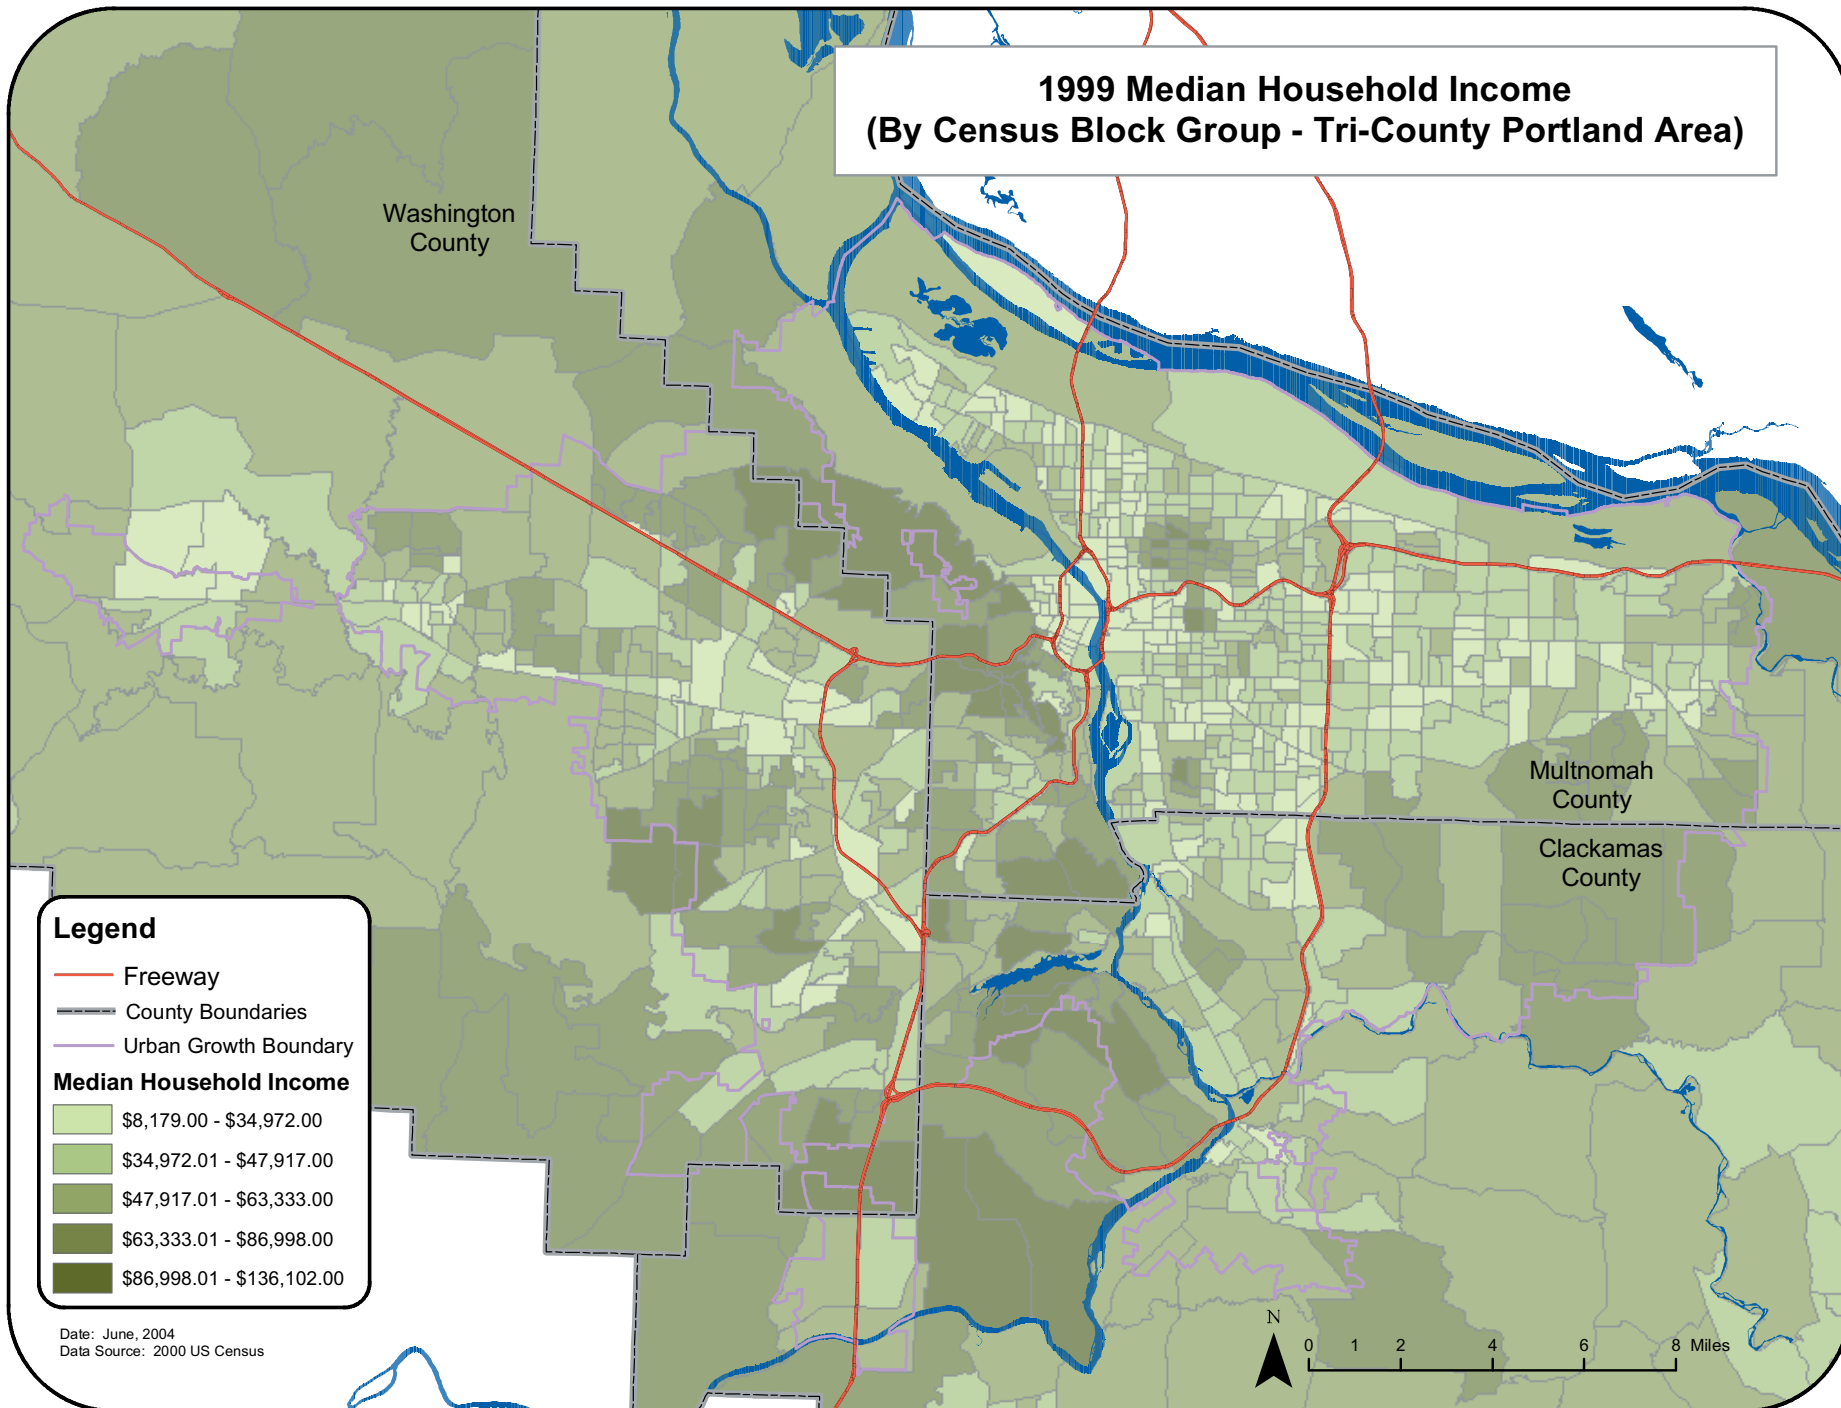 1999 Median Household Income
(By Census Block Group - Tri-County Portland Area)
Washington
County
Multnomah
County
Clackamas
County
Legend
Freeway
County Boundaries
Urban Growth Boundary
Median Household Income
$8,179.00 - $34,972.00
$34,972.01 - $47,917.00
$47,917.01 - $63,333.00
$63,333.01 - $86,998.00
$86,998.01 - $136,102.00
Date: June, 2004
Data Source: 2000 US Census
N
0 1 2 4 6 8 Miles